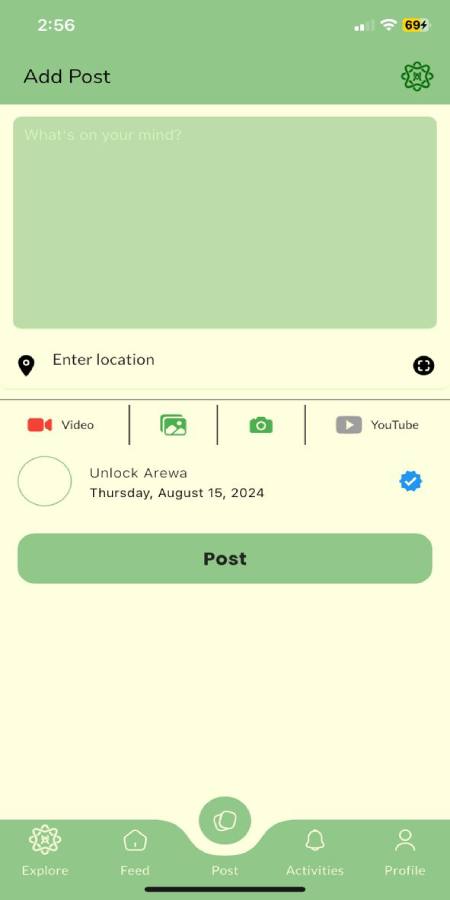 2:56
69
Add Post
What's on your mind?
Enter location
Video
YouTube
Unlock Arewa
Thursday, August 15, 2024
Post
Explore Feed Post Activities Profile